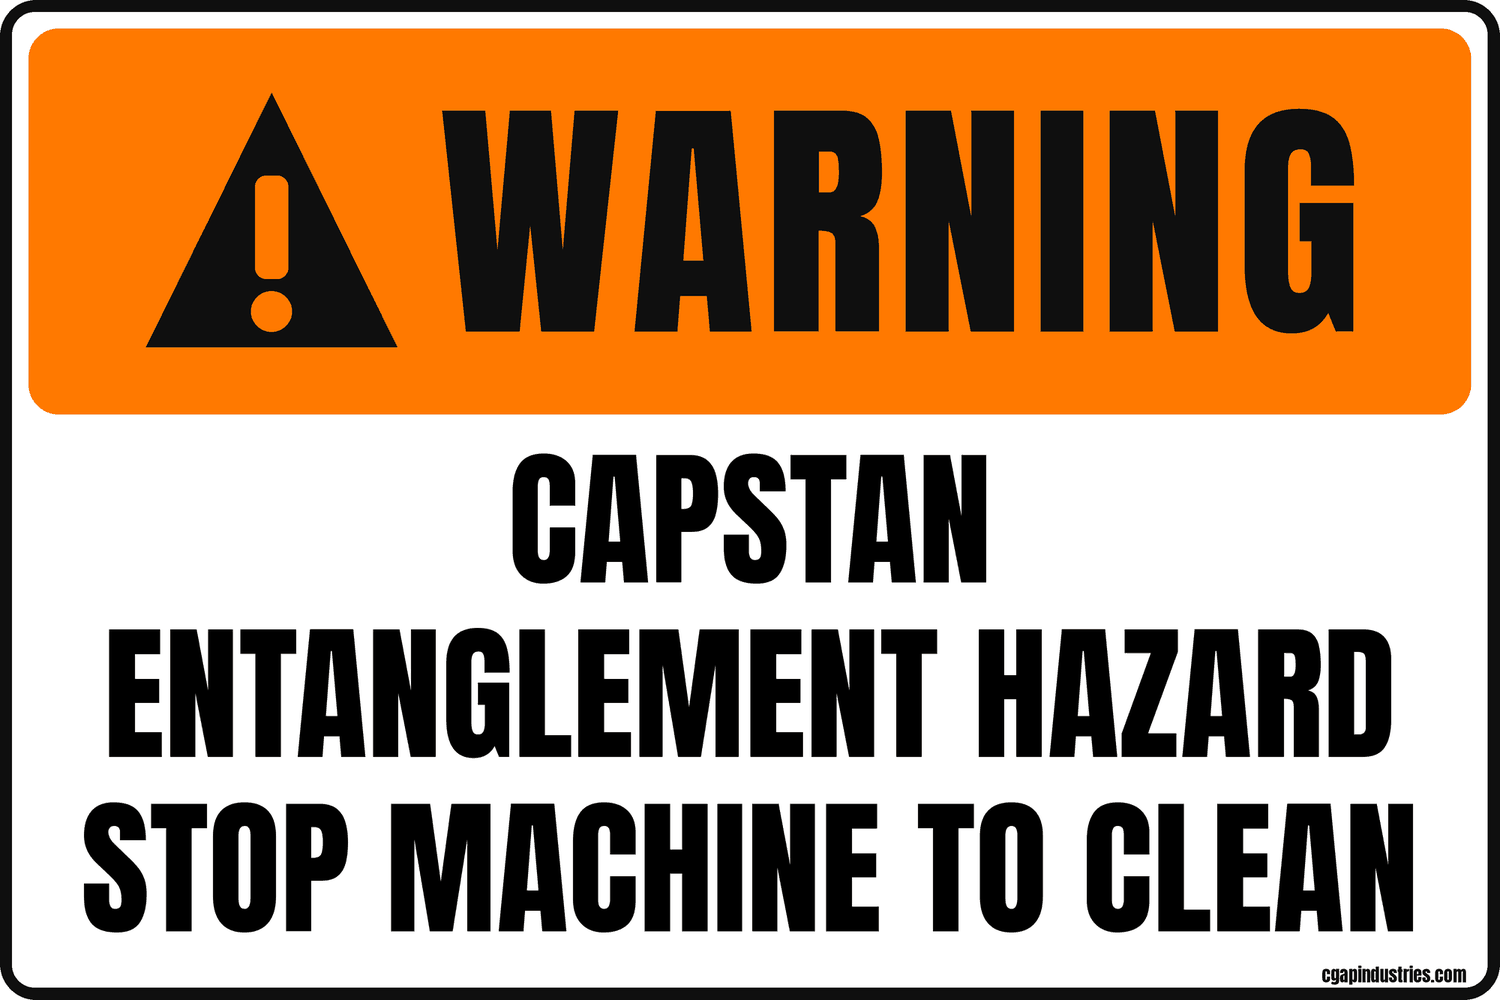 WARNING
CAPSTAN
ENTANGLEMENT HAZARD
STOP MACHINE TO CLEAN
cgapindustries.com